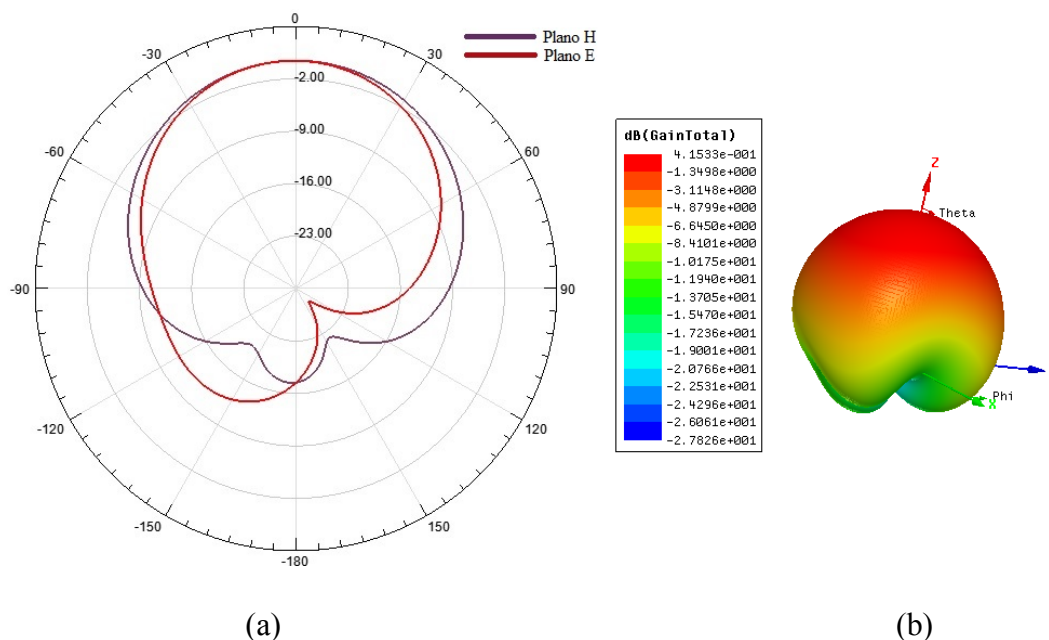 0
Plano H
Plano E
-30
30
-2.00
-9.00
-60
60
-16.00
-23.00
-90
90
-120
120
-150
150
-180
dB(GainTotal)
4.1533e-001
-1.3498e+000
-3.1148e+000
-4.8799e+000
-6.6450e+000
-8.4101e+000
-1.0175e+001
-1.1940e+001
-1.3705e+001
-1.5470e+001
-1.7236e+001
-1.9001e+001
-2.0766e+001
-2.2531e+001
-2.4296e+001
-2.6061e+001
-2.7826e+001
Z
Theta
Phi
X
(a)
(b)